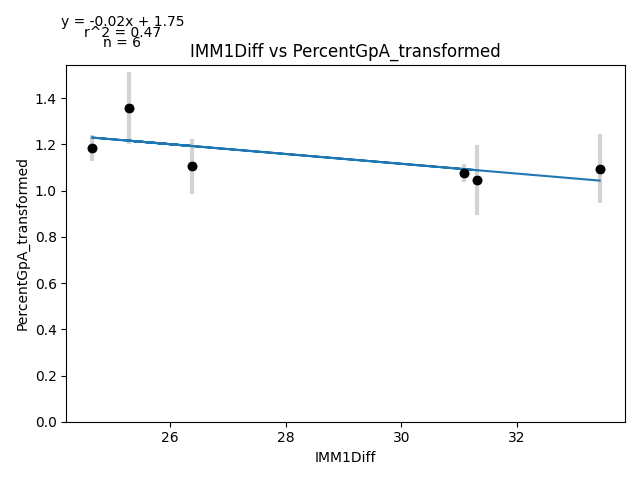 y = -0.02x + 1.75
r^2 = 0.47
n = 6
IMM1Diff vs PercentGpA_transformed
PercentGpA_transformed
1.4
1.2
1.0
0.8
0.6
0.4
0.2
0.0
26 28 30 32
IMM1Diff